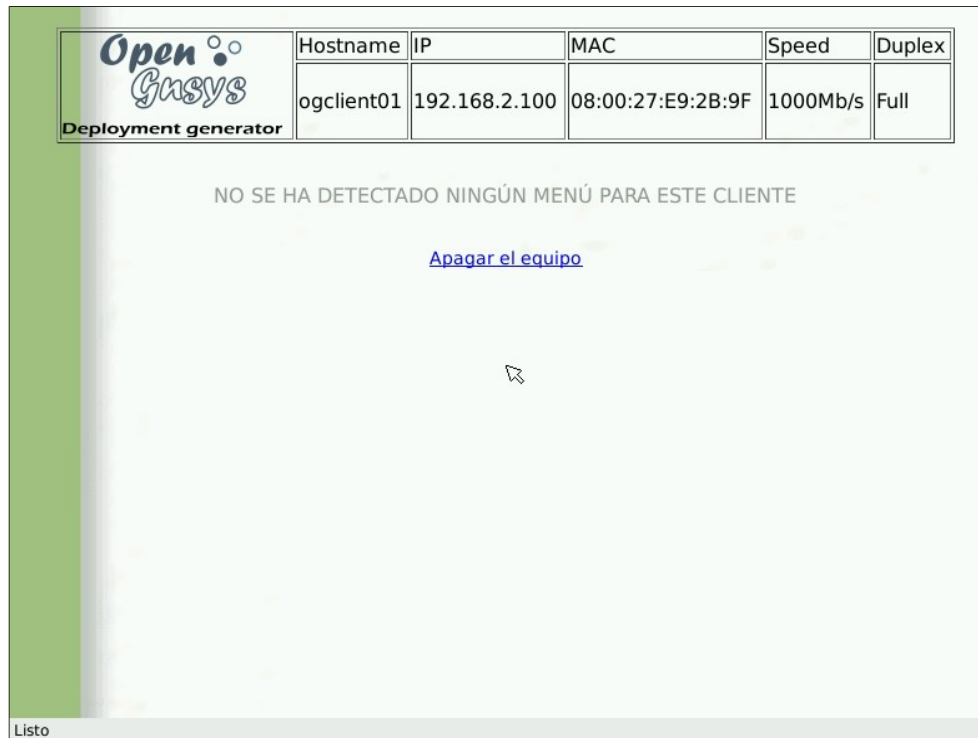 Open
Gnsys
Deployment generator
Hostname IP MAC Speed Duplex
ogclient01 192.168.2.100 08:00:27:E9:2B:9F 1000Mb/s Full
NO SE HA DETECTADO NINGÚN MENÚ PARA ESTE CLIENTE
Apagar el equipo
Listo